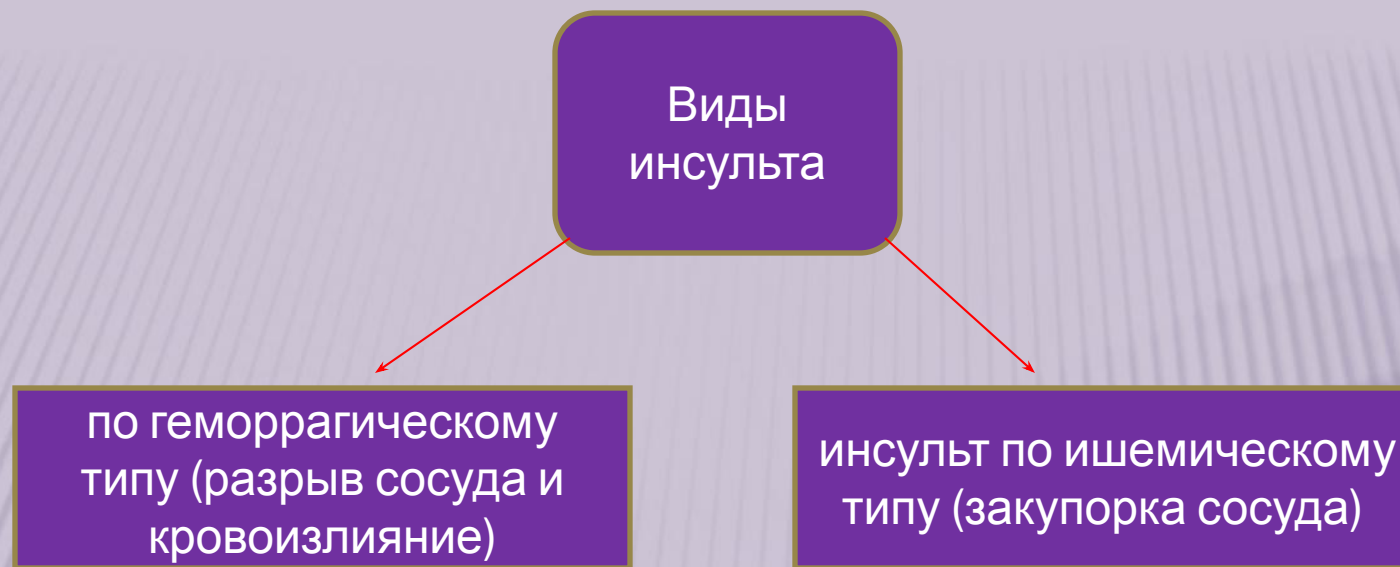 Виды
инсульта
по геморрагическому
типу (разрыв сосуда и
кровоизлияние)
инсульт по ишемическому
типу (закупорка сосуда)